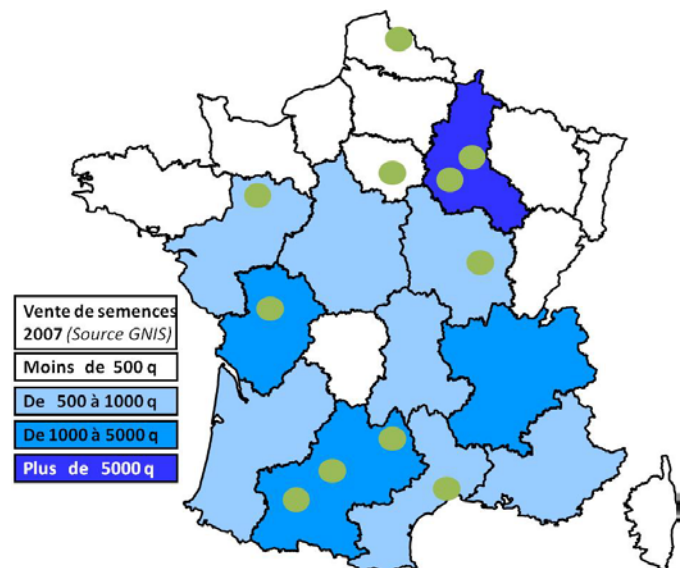 Vente de semences
2007 (Source GNIS)
Moins de 500 q
De 500 à 1000 q
De 1000 à 5000 q
Plus de 5000 q